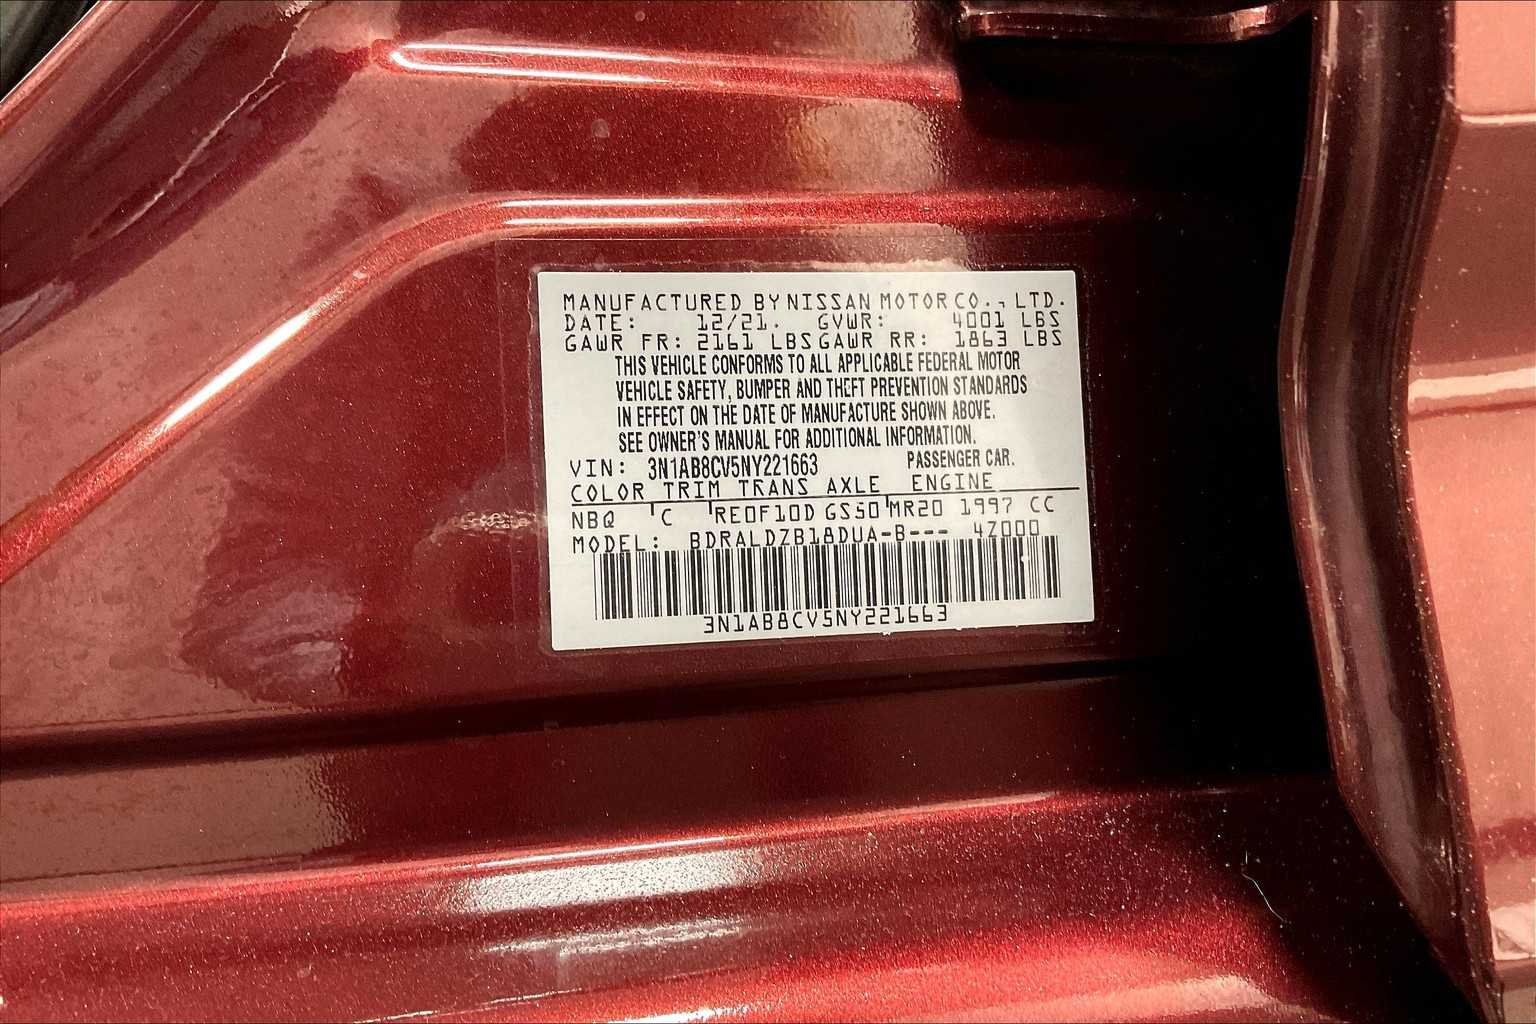 MANUFACTURED BY NISSAN MOTOR CO., LTD.
DATE: 12/21. GVWR: 4001 LBS
GAWR FR: 2161 LBS GAWR RR: 1863 LBS
THIS VEHICLE CONFORMS TO ALL APPLICABLE FEDERAL MOTOR
VEHICLE SAFETY, BUMPER AND THEFT PREVENTION STANDARDS
IN EFFECT ON THE DATE OF MANUFACTURE SHOWN ABOVE.
SEE OWNER'S MANUAL FOR ADDITIONAL INFORMATION.
VIN: 3N1AB8CV5NY221663 PASSENGER CAR.
COLOR TRIM TRANS AXLE ENGINE
NBQ C RE0F10D GS50 MR20 1997 CC
MODEL: BDRALDZB18DUA-B--- 4Z000
3N1AB8CV5NY221663